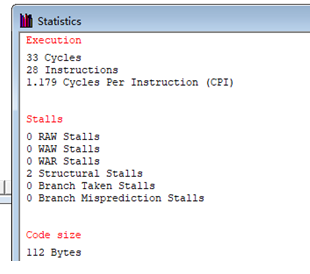 Statistics
Execution
33 Cycles
28 Instructions
1.179 Cycles Per Instruction (CPI)
Stalls
0 RAW Stalls
0 WAW Stalls
0 WAR Stalls
2 Structural Stalls
0 Branch Taken Stalls
0 Branch Misprediction Stalls
Code size
112 Bytes